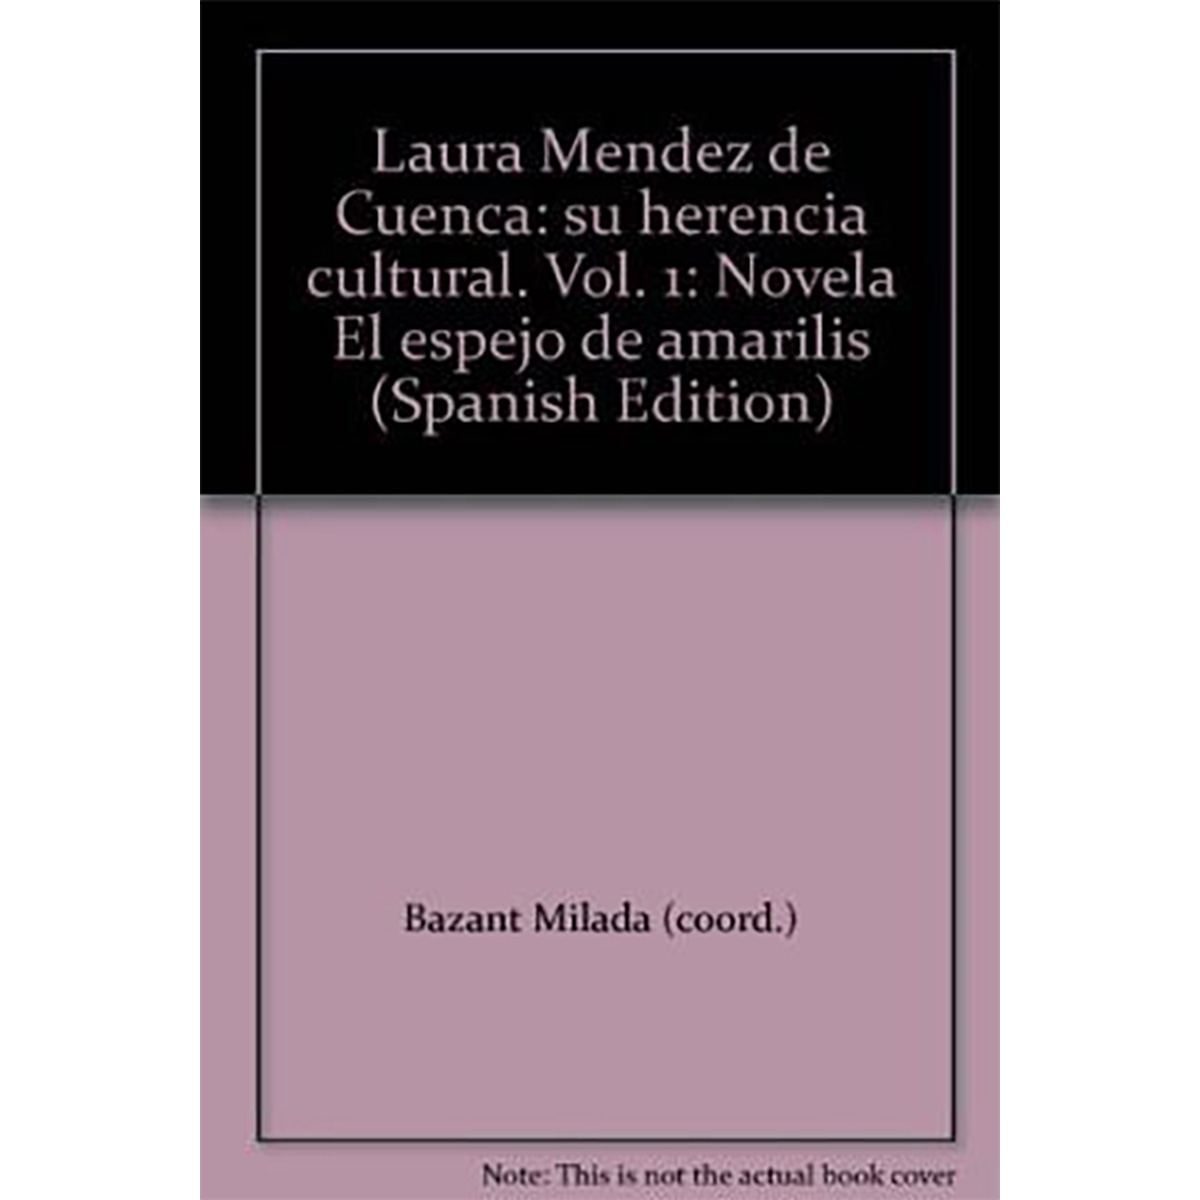 Laura Mendez de
Cuenca: su herencia
cultural. Vol. 1: Novela
El espejo de amarilis
(Spanish Edition)
Bazant Milada (coord.)
Note: This is not the actual book cover